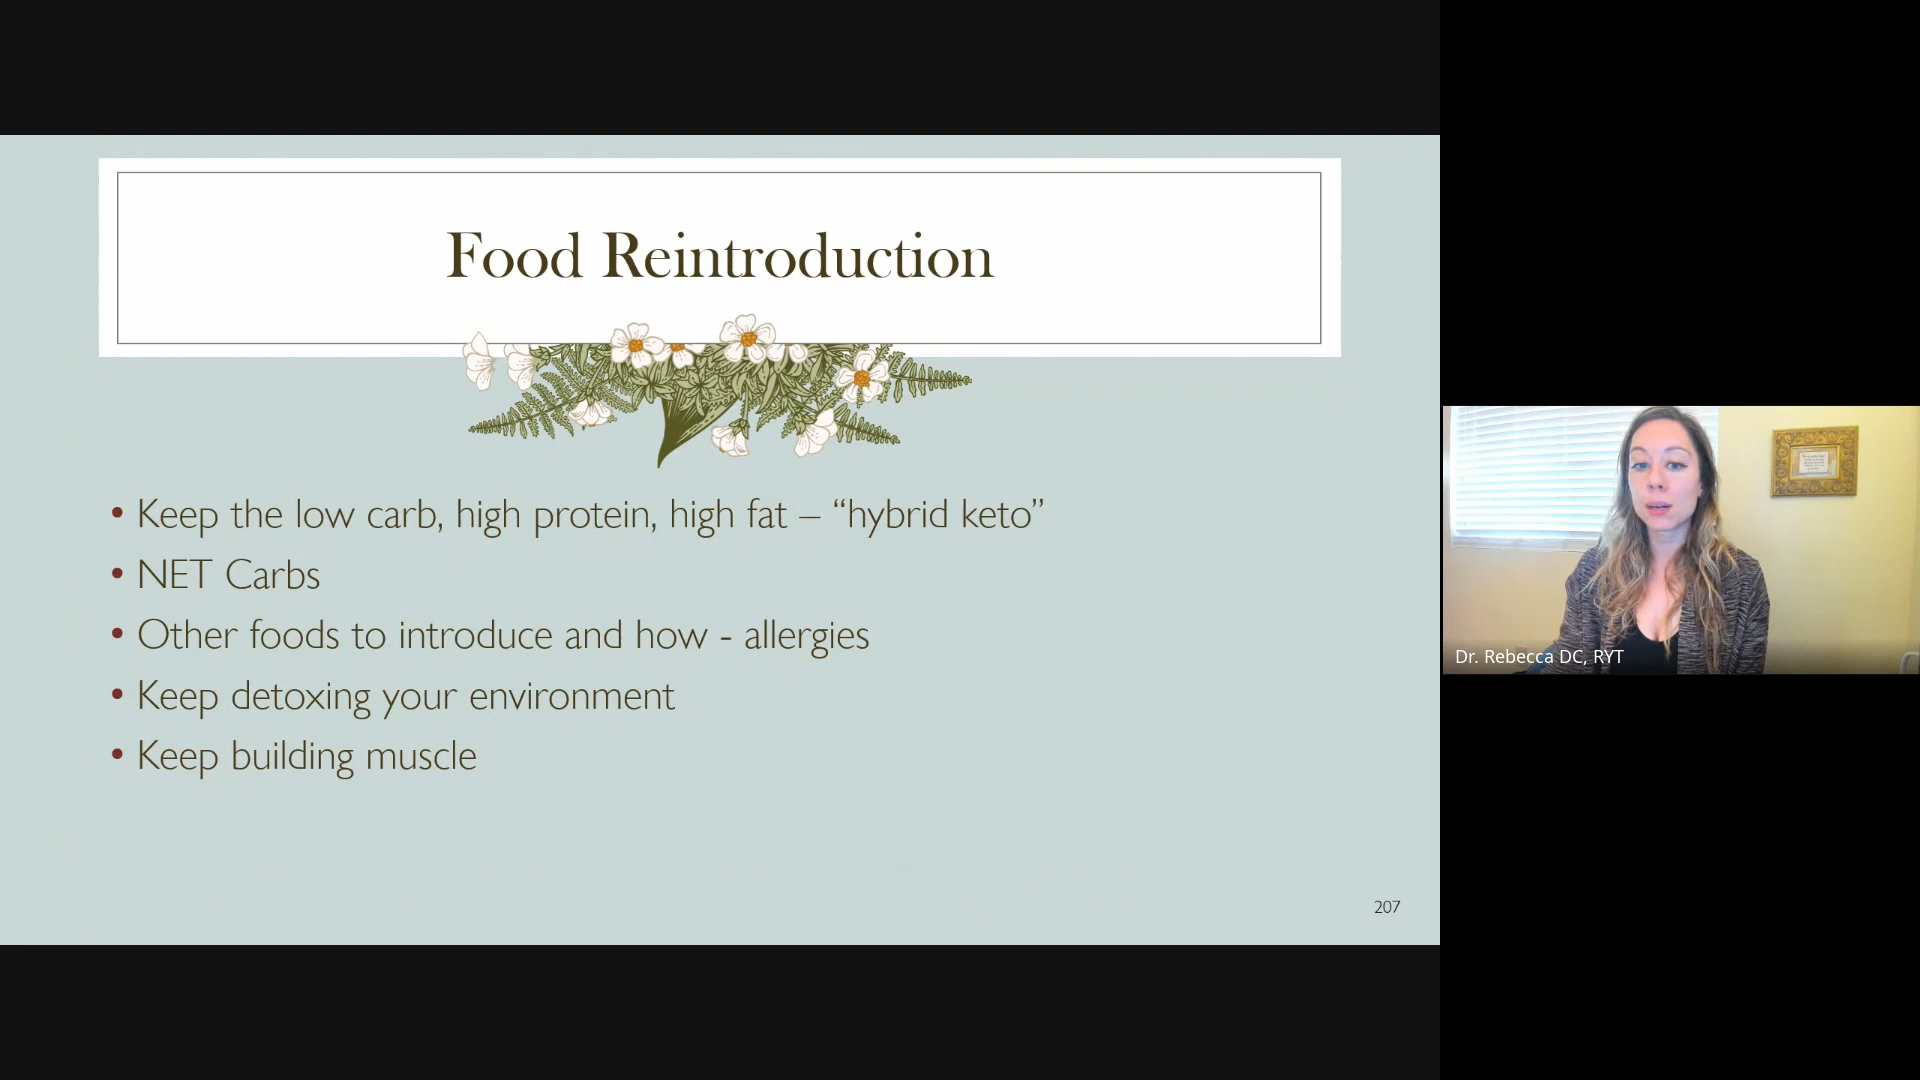 Food Reintroduction
• Keep the low carb, high protein, high fat – “hybrid keto”
• NET Carbs
• Other foods to introduce and how - allergies
• Keep detoxing your environment
• Keep building muscle
207
Dr. Rebecca DC, RYT